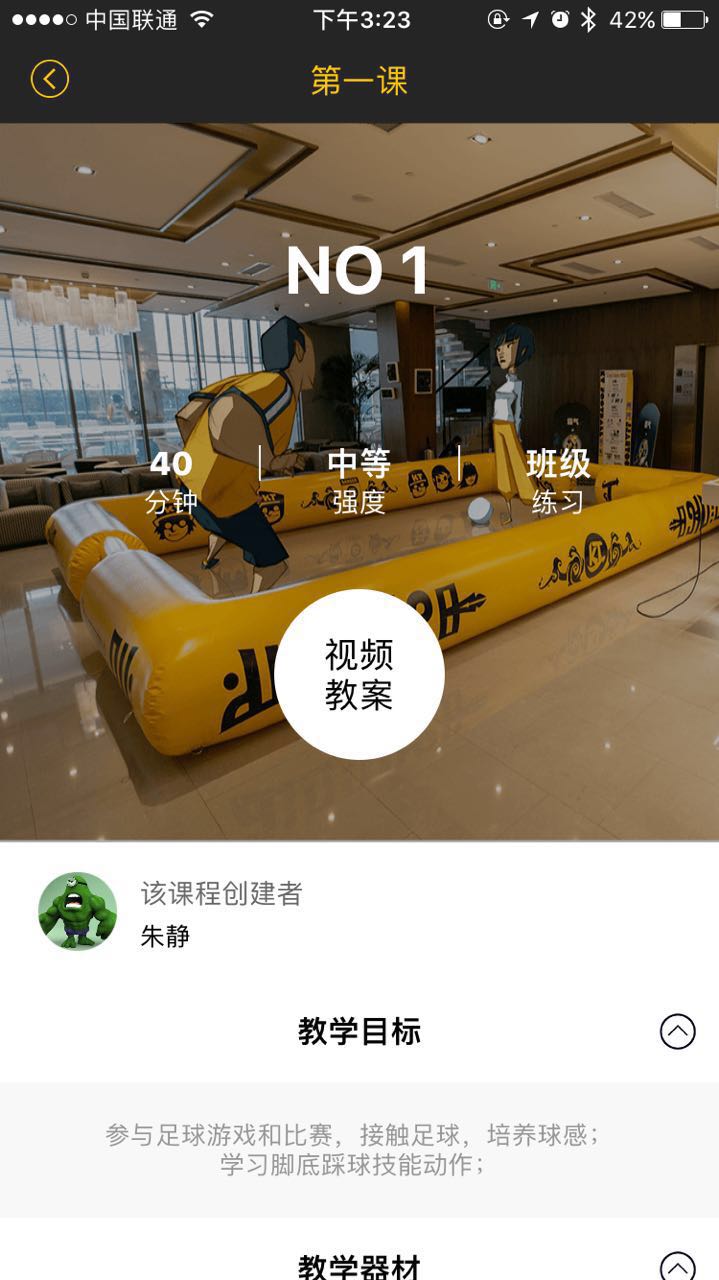 中国联通
下午3:23
42%
第一课
NO 1
40
分钟
中等
强度
班级
练习
视频
教案
该课程创建者
朱静
教学目标
参与足球游戏和比赛，接触足球，培养球感；
学习脚底踩球技能动作；
教学器材